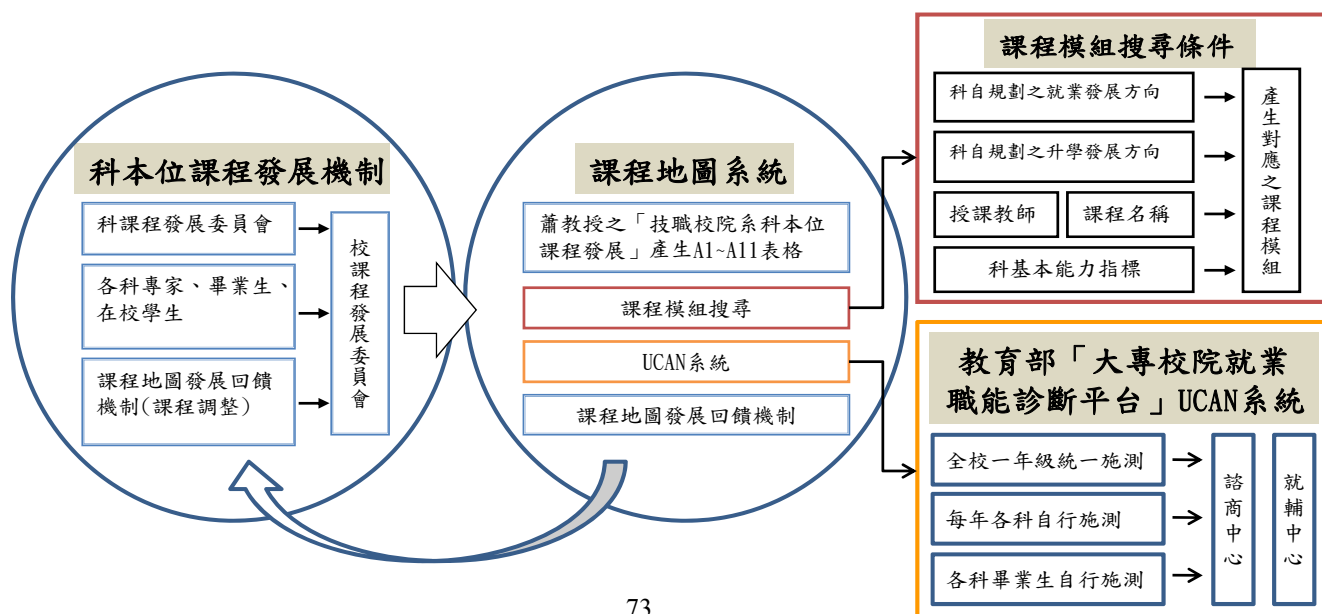 科本位課程發展機制
科課程發展委員會
各科專家、畢業生、
在校學生
課程地圖發展回饋
機制(課程調整)
校課程發展委員會
課程地圖系統
蕭教授之「技職校院系科本位
課程發展」產生A1~A11表格
課程模組搜尋
UCAN系統
課程地圖發展回饋機制
課程模組搜尋條件
科自規劃之就業發展方向
科自規劃之升學發展方向
授課教師
課程名稱
科基本能力指標
產生對應之課程模組
教育部「大專校院就業
職能診斷平台」UCAN系統
全校一年級統一施測
每年各科自行施測
各科畢業生自行施測
諮商中心
就輔中心
73